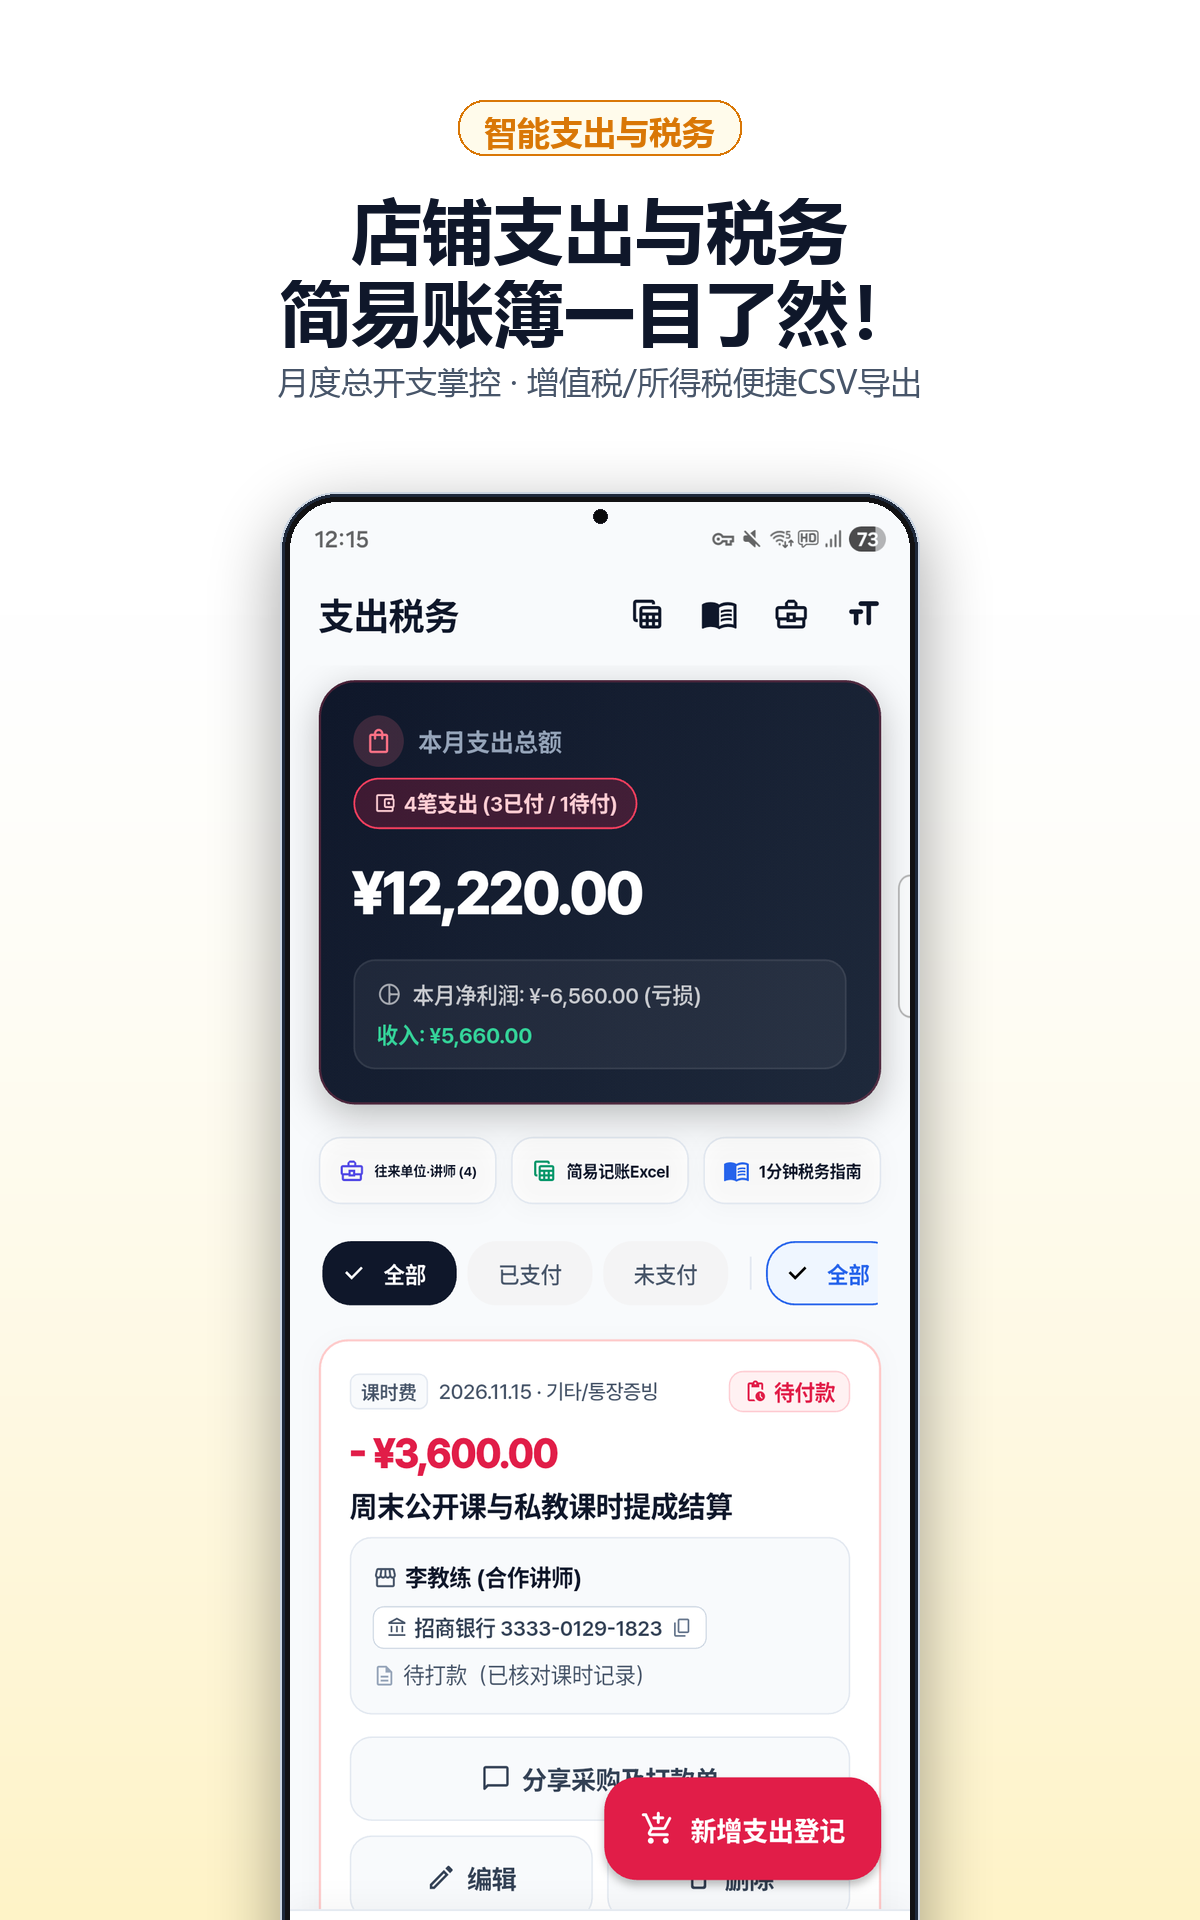 智能支出与税务
店铺支出与税务
简易账簿一目了然！
月度总开支掌控 · 增值税/所得税便捷CSV导出
12:15
HD
73
支出税务
本月支出总额
4笔支出 (3已付 / 1待付)
¥12,220.00
本月净利润: ¥-6,560.00 (亏损)
收入: ¥5,660.00
往来单位·讲师 (4)
简易记账Excel
1分钟税务指南
全部
已支付
未支付
全部
课时费
2026.11.15 · 기타/통장증빙
待付款
- ¥3,600.00
周末公开课与私教课时提成结算
李教练 (合作讲师)
招商银行 3333-0129-1823
待打款（已核对课时记录）
分享采购及打款单
新增支出登记
编辑
删除